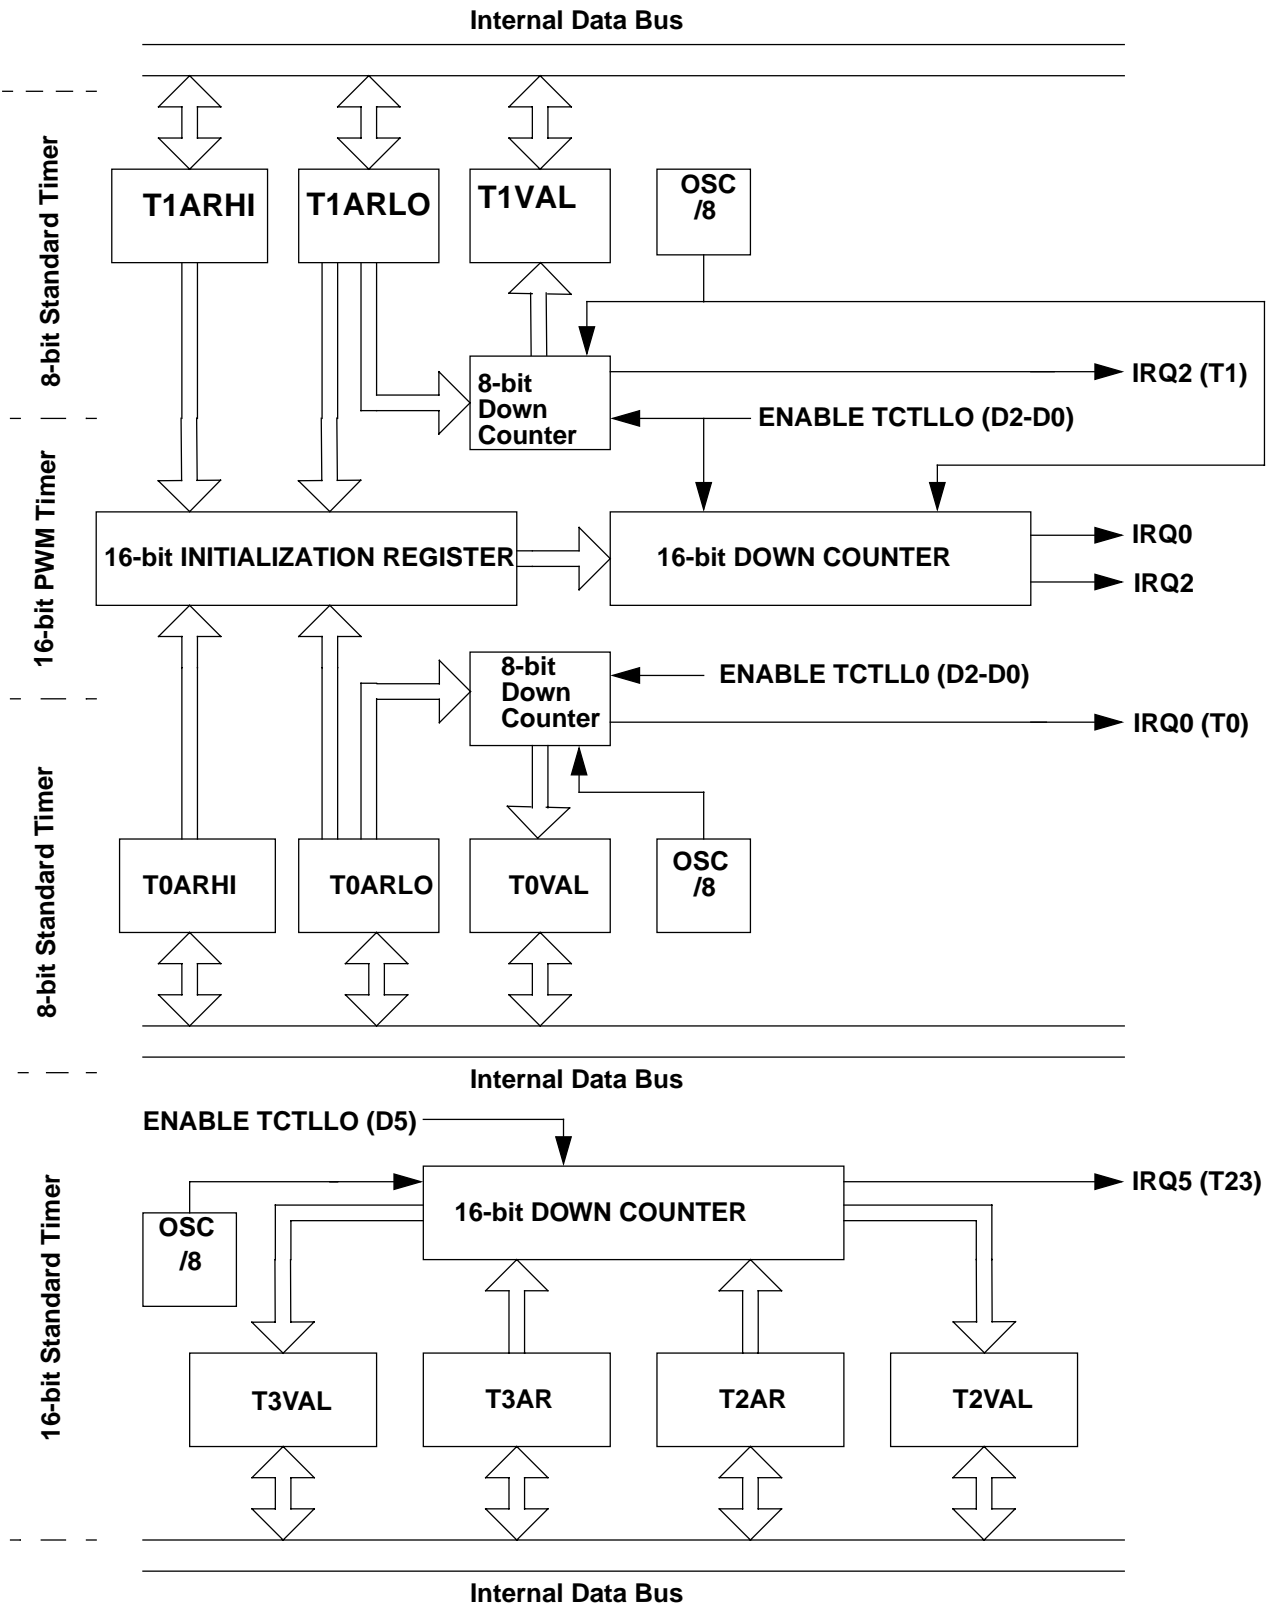 Internal Data Bus
8-bit Standard Timer
T1ARHI
T1ARLO
T1VAL
OSC
/8
8-bit
Down
Counter
IRQ2 (T1)
ENABLE TCTLLO (D2-D0)
16-bit PWM Timer
16-bit INITIALIZATION REGISTER
16-bit DOWN COUNTER
IRQ0
IRQ2
8-bit
Down
Counter
ENABLE TCTLL0 (D2-D0)
IRQ0 (T0)
8-bit Standard Timer
T0ARHI
T0ARLO
T0VAL
OSC
/8
Internal Data Bus
ENABLE TCTLLO (D5)
16-bit Standard Timer
OSC
/8
16-bit DOWN COUNTER
IRQ5 (T23)
T3VAL
T3AR
T2AR
T2VAL
Internal Data Bus